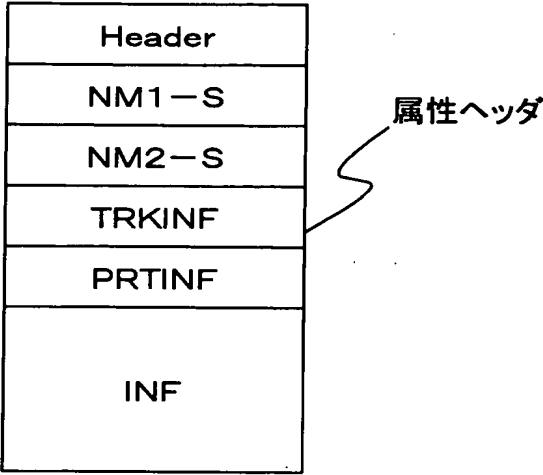 Header
NM1-S
NM2-S
属性ヘッダ
TRKINF
PRTINF
INF